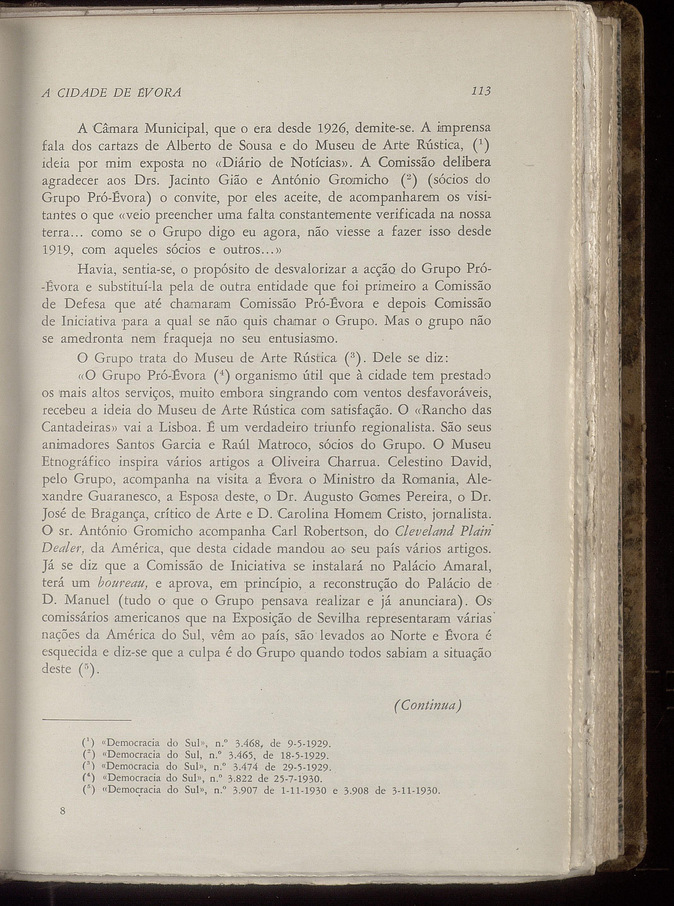 A CIDADE DE ÉVORA 113
A Câmara Municipal, que o era desde 1926, demite-se. A imprensa
fala dos cartazs de Alberto de Sousa e do Museu de Arte Rústica, (¹)
ideia por mim exposta no «Diário de Notícias». A Comissão delibera
agradecer aos Drs. Jacinto Gião e António Gromicho (²) (sócios do
Grupo Pró-Évora) o convite, por eles aceite, de acompanharem os visi-
tantes o que «veio preencher uma falta constantemente verificada na nossa
terra... como se o Grupo digo eu agora, não viesse a fazer isso desde
1919, com aqueles sócios e outros...»
Havia, sentia-se, o propósito de desvalorizar a acção do Grupo Pró-
-Évora e substituí-la pela de outra entidade que foi primeiro a Comissão
de Defesa que até chamaram Comissão Pró-Évora e depois Comissão
de Iniciativa para a qual se não quis chamar o Grupo. Mas o grupo não
se amedronta nem fraqueja no seu entusiasmo.
O Grupo trata do Museu de Arte Rústica (³). Dele se diz:
«O Grupo Pró-Évora (⁴) organismo útil que à cidade tem prestado
os mais altos serviços, muito embora singrando com ventos desfavoráveis,
recebeu a ideia do Museu de Arte Rústica com satisfação. O «Rancho das
Cantadeiras» vai a Lisboa. É um verdadeiro triunfo regionalista. São seus
animadores Santos Garcia e Raúl Matroco, sócios do Grupo. O Museu
Etnográfico inspira vários artigos a Oliveira Charrua. Celestino David,
pelo Grupo, acompanha na visita a Évora o Ministro da Romania, Ale-
xandre Guaranesco, a Esposa deste, o Dr. Augusto Gomes Pereira, o Dr.
José de Bragança, crítico de Arte e D. Carolina Homem Cristo, jornalista.
O sr. António Gromicho acompanha Carl Robertson, do Cleveland Plain
Dealer, da América, que desta cidade mandou ao seu país vários artigos.
Já se diz que a Comissão de Iniciativa se instalará no Palácio Amaral,
terá um boureau, e aprova, em princípio, a reconstrução do Palácio de
D. Manuel (tudo o que o Grupo pensava realizar e já anunciara). Os
comissários americanos que na Exposição de Sevilha representaram várias
nações da América do Sul, vêm ao país, são levados ao Norte e Évora é
esquecida e diz-se que a culpa é do Grupo quando todos sabiam a situação
deste (⁵).
(Continua)
(¹) «Democracia do Sul», n.º 3.468, de 9-5-1929.
(²) «Democracia do Sul, n.º 3.465, de 18-5-1929.
(³) «Democracia do Sul», n.º 3.474 de 29-5-1929.
(⁴) «Democracia do Sul», n.º 3.822 de 25-7-1930.
(⁵) «Democracia do Sul», n.º 3.907 de 1-11-1930 e 3.908 de 3-11-1930.
8